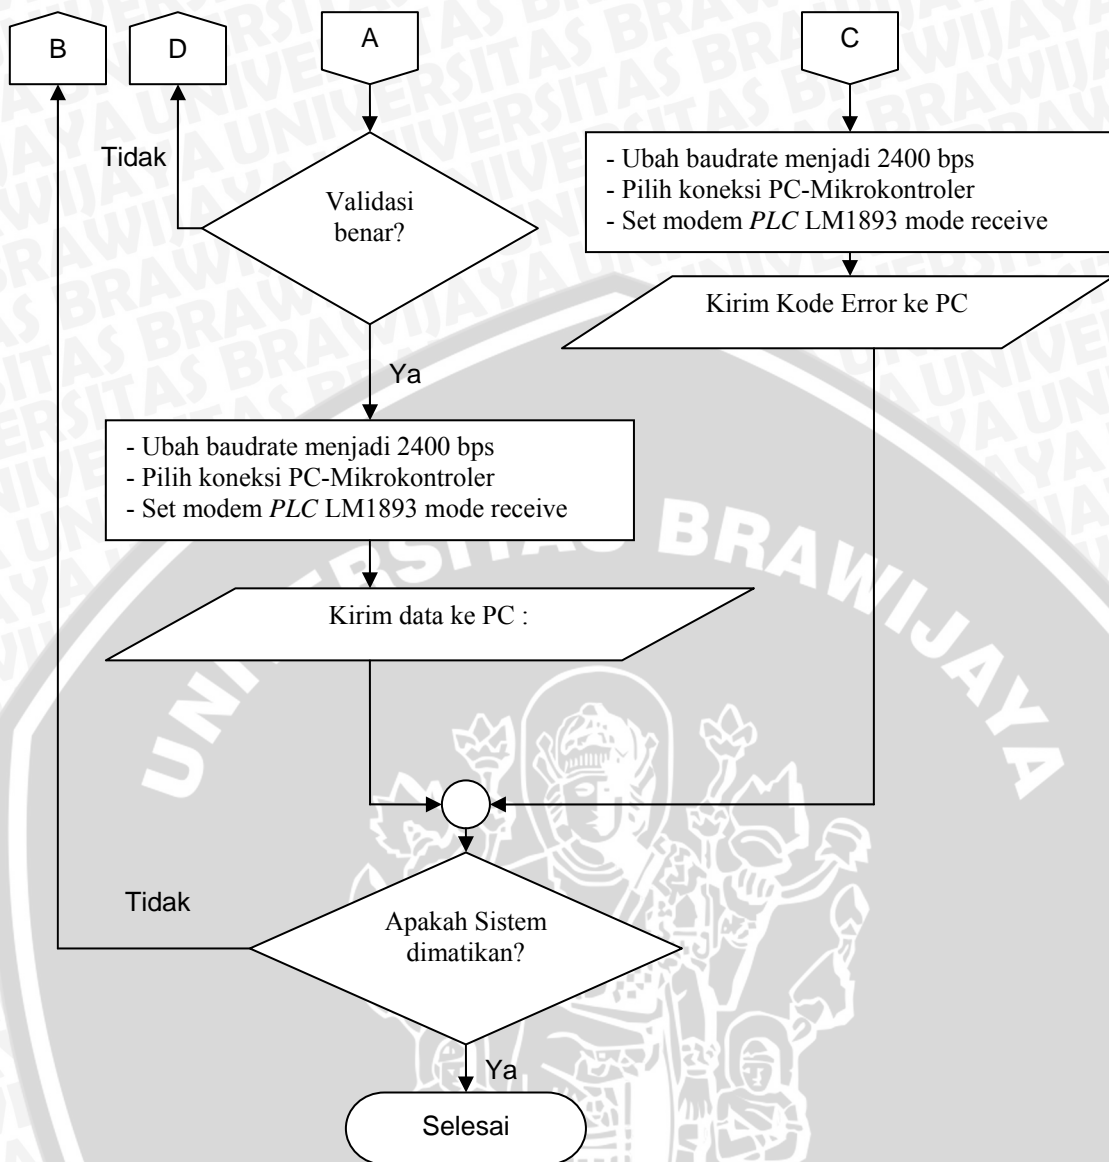 B
D
A
C
Tidak
Validasi
benar?
- Ubah baudrate menjadi 2400 bps
- Pilih koneksi PC-Mikrokontroler
- Set modem PLC LM1893 mode receive
Kirim Kode Error ke PC
Ya
- Ubah baudrate menjadi 2400 bps
- Pilih koneksi PC-Mikrokontroler
- Set modem PLC LM1893 mode receive
Kirim data ke PC :
UNIVERSITAS BRAWIJAYA
Tidak
Apakah Sistem
dimatikan?
Ya
Selesai